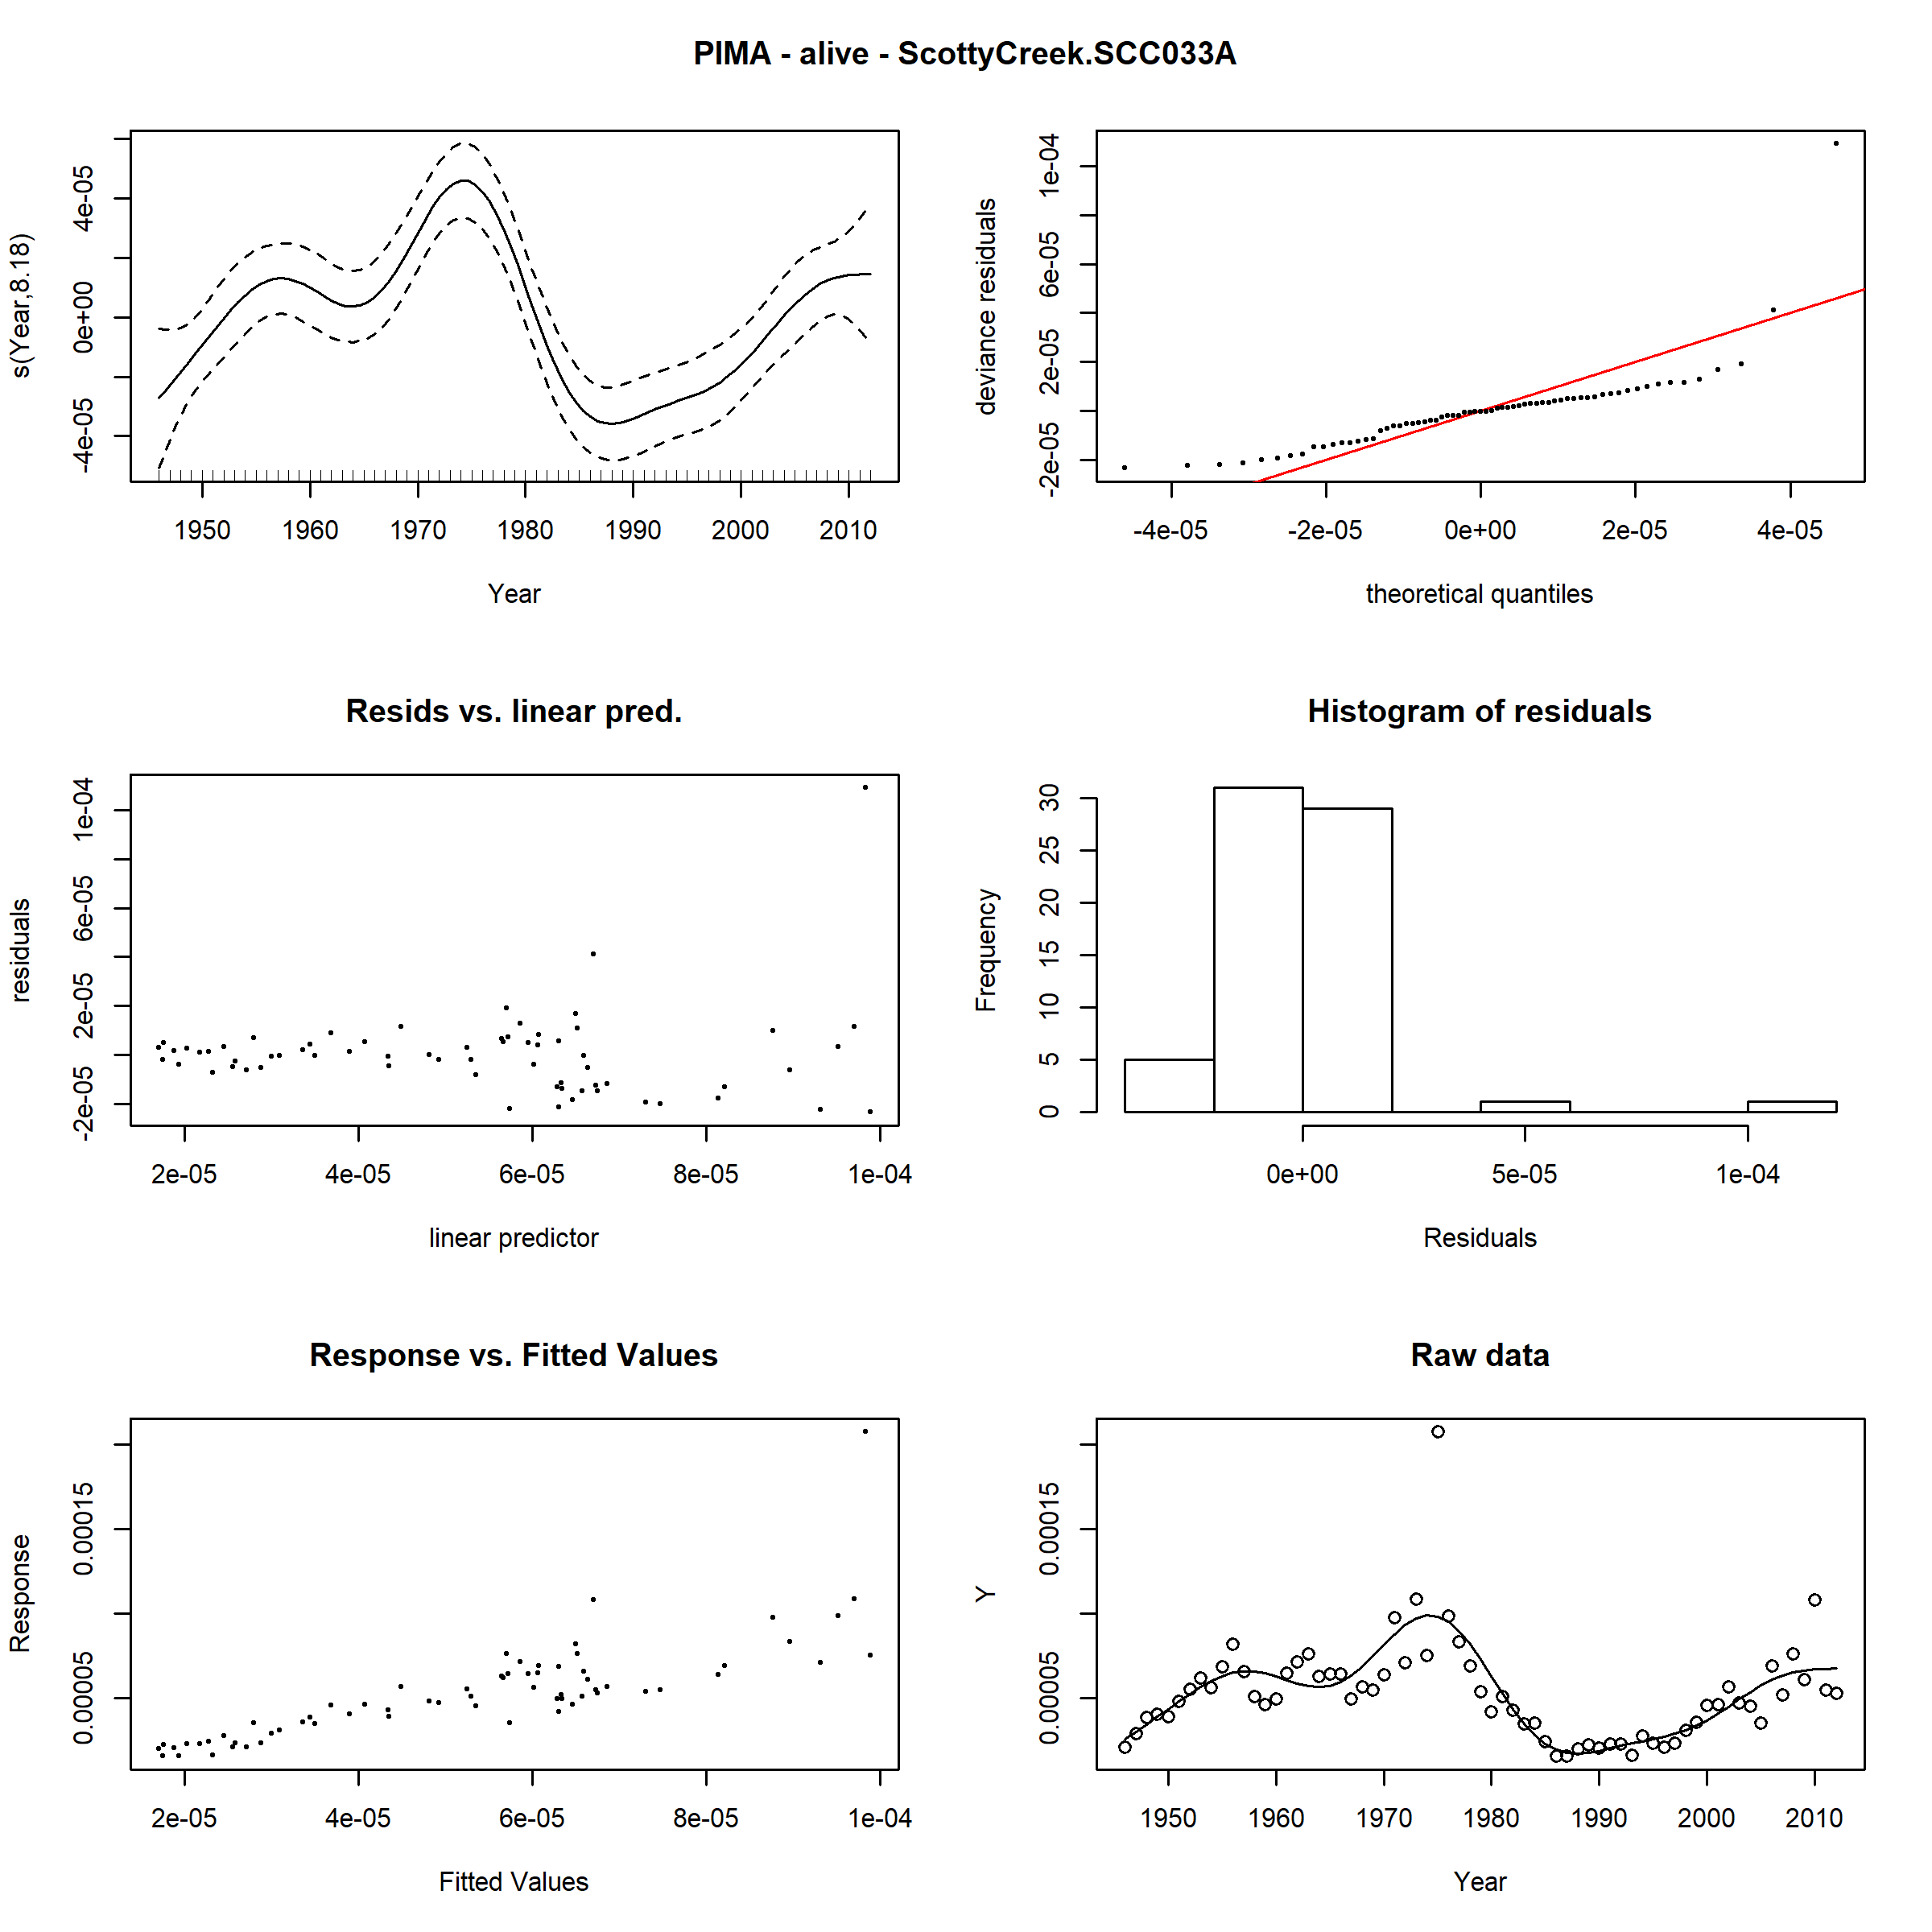 PIMA - alive - ScottyCreek.SCC033A
s(Year,8.18)
-4e-05 0e+00 4e-05
1950 1960 1970 1980 1990 2000 2010
Year
deviance residuals
-2e-05 2e-05 6e-05 1e-04
-4e-05 -2e-05 0e+00 2e-05 4e-05
theoretical quantiles
Resids vs. linear pred.
residuals
-2e-05 2e-05 6e-05 1e-04
2e-05 4e-05 6e-05 8e-05 1e-04
linear predictor
Histogram of residuals
Frequency
0 5 10 15 20 25 30
0e+00 5e-05 1e-04
Residuals
Response vs. Fitted Values
Response
0.00005 0.00015
2e-05 4e-05 6e-05 8e-05 1e-04
Fitted Values
Raw data
Y
0.00005 0.00015
1950 1960 1970 1980 1990 2000 2010
Year